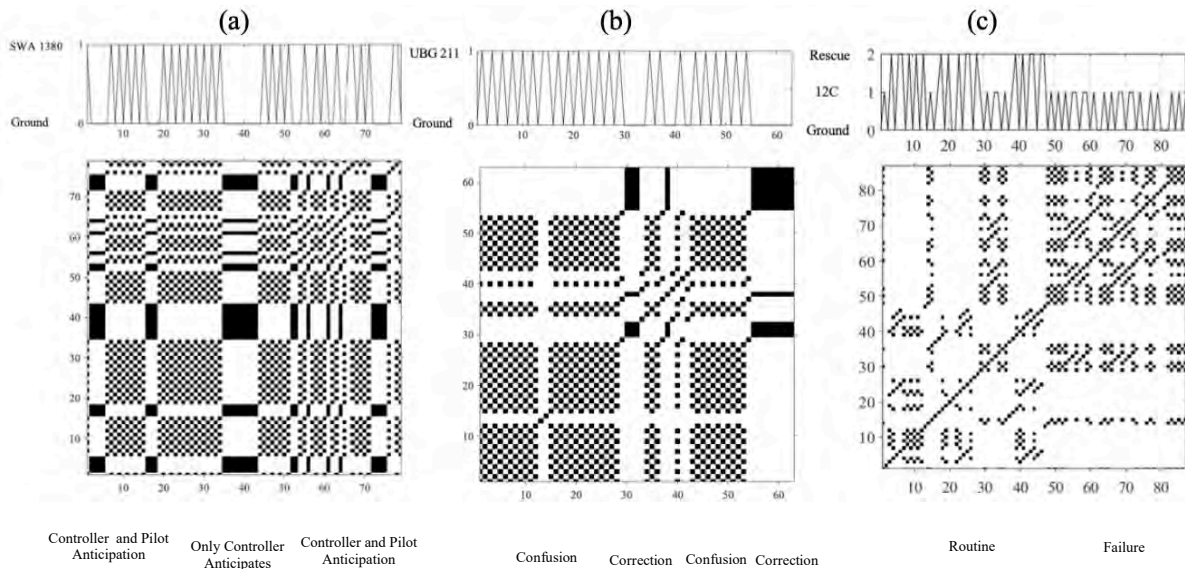 (a)
(b)
(c)
SWA 1380
1
Ground
0
10 20 30 40 50 60 70
UBG 211
1
Ground
0
10 20 30 40 50 60
Rescue
2
12C
1
Ground
0
10 20 30 40 50 60 70 80
70
60
50
40
30
20
10
10 20 30 40 50 60 70
60
50
40
30
20
10
10 20 30 40 50 60
80
70
60
50
40
30
20
10
10 20 30 40 50 60 70 80
Controller and Pilot
Anticipation
Only Controller
Anticipates
Controller and Pilot
Anticipation
Confusion
Correction
Confusion
Correction
Routine
Failure